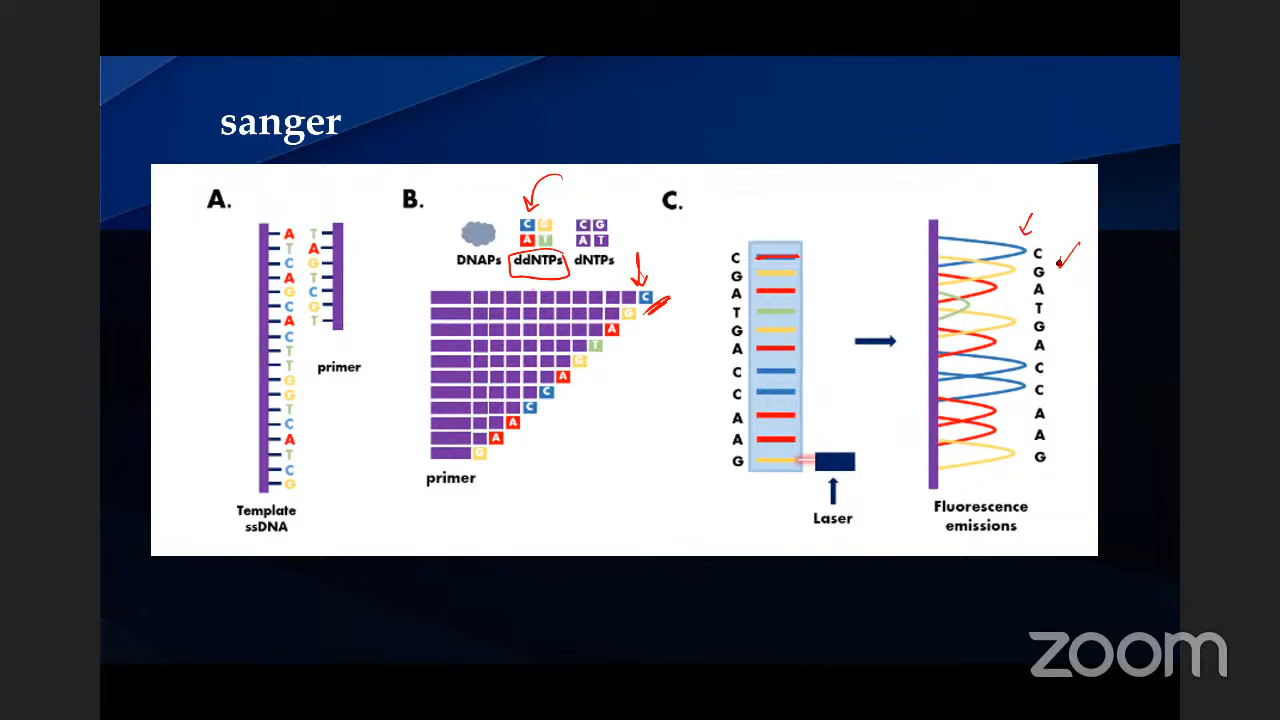 sanger
A.
A
T
C
A
G
C
A
C
T
T
G
G
T
C
A
T
C
G
T
A
G
T
C
G
T
primer
Template
ssDNA
B.
C G
A T
C G
A T
DNAPs ddNTPs dNTPs
C
G
A
T
G
A
C
C
A
A
G
primer
C.
C
G
A
T
G
A
C
C
A
A
G
Laser
C
G
A
T
G
A
C
C
A
A
G
Fluorescence
emissions
zoom